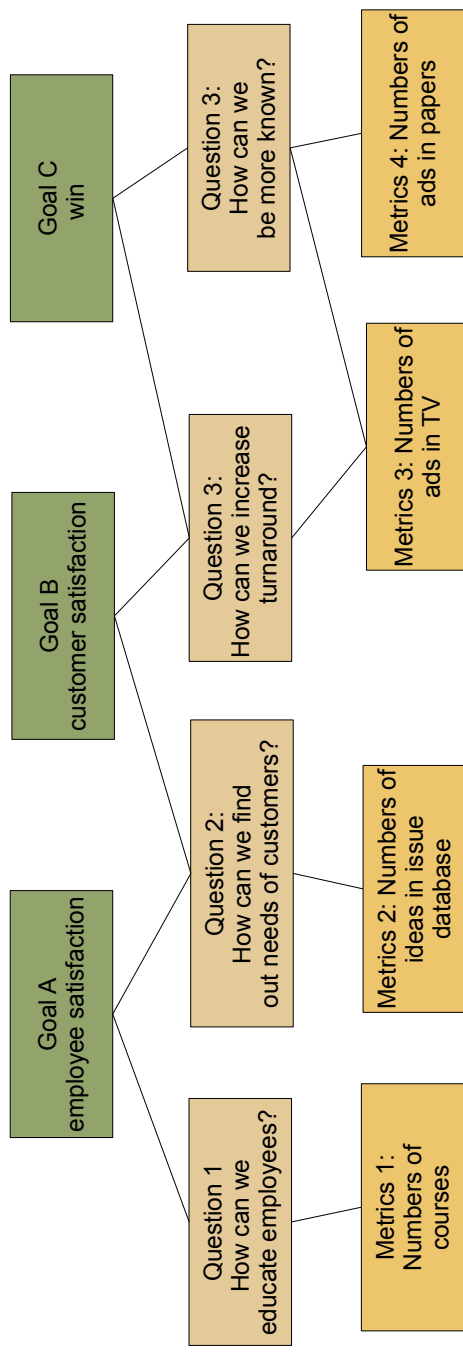 Goal A
employee satisfaction
Goal B
customer satisfaction
Goal C
win
Question 1
How can we
educate employees?
Question 2:
How can we find
out needs of customers?
Question 3:
How can we increase
turnaround?
Question 3:
How can we
be more known?
Metrics 1:
Numbers of
courses
Metrics 2: Numbers of
ideas in issue
database
Metrics 3: Numbers of
ads in TV
Metrics 4: Numbers of
ads in papers